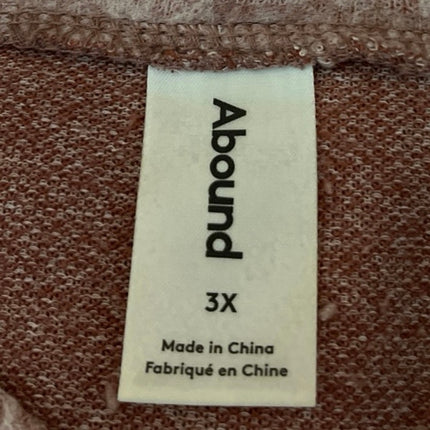 Abound
3X
Made in China
Fabriqué en Chine